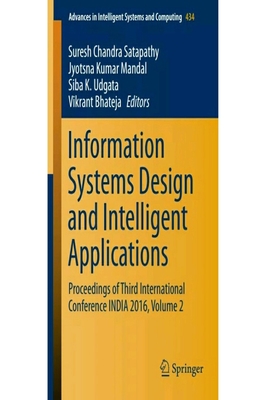 Advances in Intelligent Systems and Computing 434
Suresh Chandra Satapathy
Jyotsna Kumar Mandal
Siba K. Udgata
Vikrant Bhateja Editors
Information
Systems Design
and Intelligent
Applications
Proceedings of Third International
Conference INDIA 2016, Volume 2
Springer